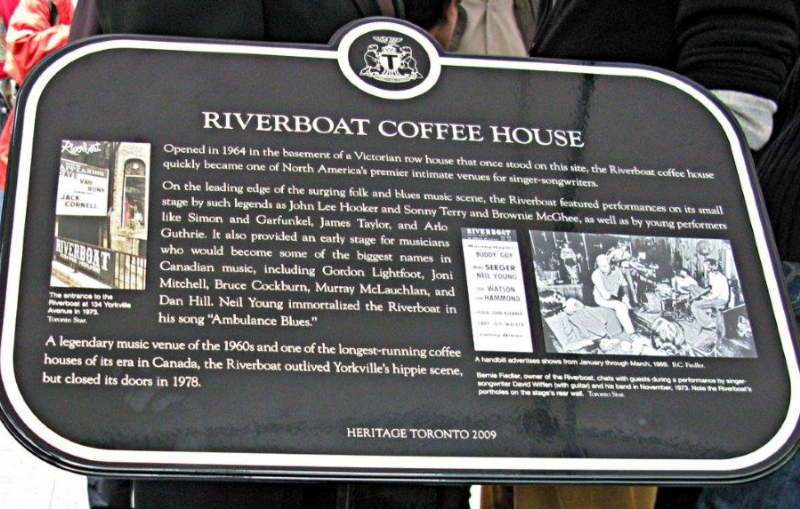 T
RIVERBOAT COFFEE HOUSE
Opened in 1964 in the basement of a Victorian row house that once stood on this site, the Riverboat coffee house
quickly became one of North America's premier intimate venues for singer-songwriters.
On the leading edge of the surging folk and blues music scene, the Riverboat featured performances on its small
stage by such legends as John Lee Hooker and Sonny Terry and Brownie McGhee, as well as by young performers
like Simon and Garfunkel, James Taylor, and Arlo
Guthrie. It also provided an early stage for musicians
who would become some of the biggest names in
Canadian music, including Gordon Lightfoot, Joni
Mitchell, Bruce Cockburn, Murray McLauchlan, and
Dan Hill. Neil Young immortalized the Riverboat in
his song "Ambulance Blues."
A legendary music venue of the 1960s and one of the longest-running coffee
houses of its era in Canada, the Riverboat outlived Yorkville's hippie scene,
but closed its doors in 1978.
Riverboat
VAN
JACK
CORNELL
RIVERBOAT
The entrance to the
Riverboat at 134 Yorkville
Avenue in 1973.
Toronto Star.
RIVERBOAT
BUDDY GUY
SEEGER
NEIL YOUNG
WATSON
HAMMOND
A handbill advertises shows from January through March, 1969. B.C. Fiedler.
Bernie Fiedler, owner of the Riverboat, chats with guests during a performance by singer-
songwriter David Wiffen (with guitar) and his band in November, 1973. Note the Riverboat's
portholes on the stage's rear wall. Toronto Star.
HERITAGE TORONTO 2009